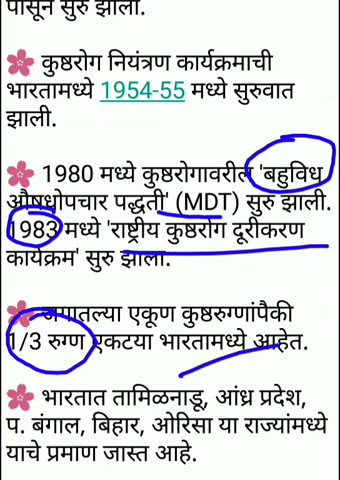 पासून सुरु झाली.
कुष्ठरोग नियंत्रण कार्यक्रमाची
भारतामध्ये 1954-55 मध्ये सुरुवात
झाली.
1980 मध्ये कुष्ठरोगावरील 'बहुविध
औषधोपचार पद्धती' (MDT) सुरु झाली.
1983 मध्ये 'राष्ट्रीय कुष्ठरोग दूरीकरण
कार्यक्रम' सुरु झाला.
जगातल्या एकूण कुष्ठरुग्णांपैकी
1/3 रुग्ण एकटया भारतामध्ये आहेत.
भारतात तामिळनाडू, आंध्र प्रदेश,
प. बंगाल, बिहार, ओरिसा या राज्यांमध्ये
याचे प्रमाण जास्त आहे.